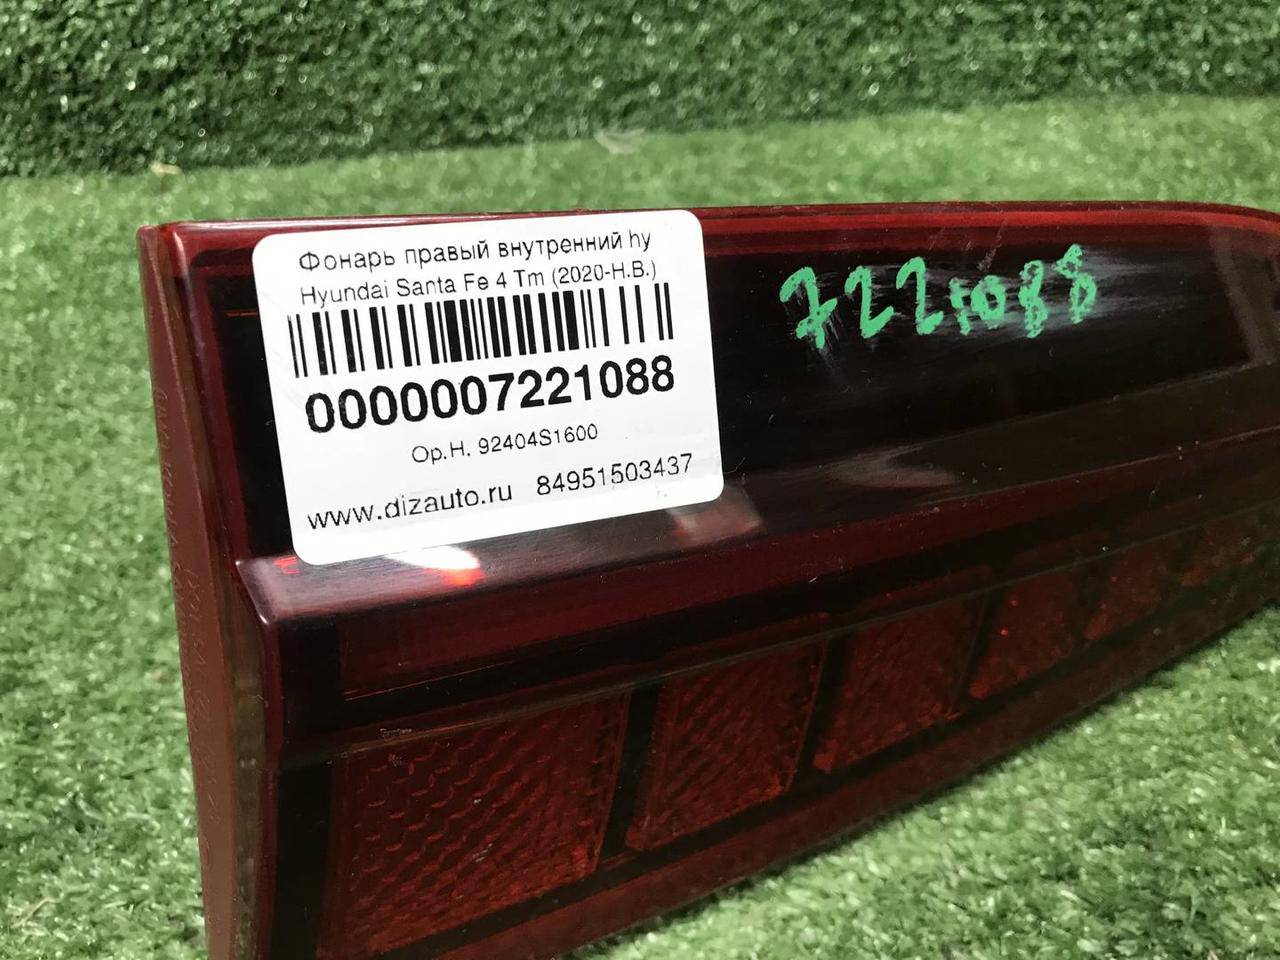 Фонарь правый внутренний hy
Hyundai Santa Fe 4 Tm (2020-Н.В.)
0000007221088
Ор.Н. 92404S1600
www.dizauto.ru 84951503437
7221088